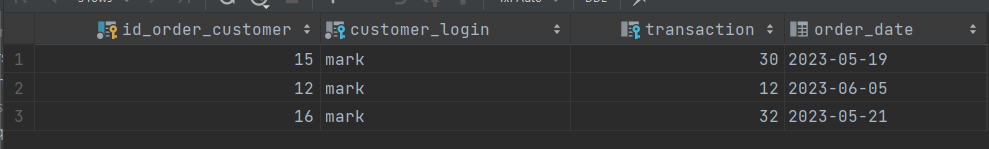 id_order_customer customer_login transaction order_date
1 15 mark 30 2023-05-19
2 12 mark 12 2023-06-05
3 16 mark 32 2023-05-21